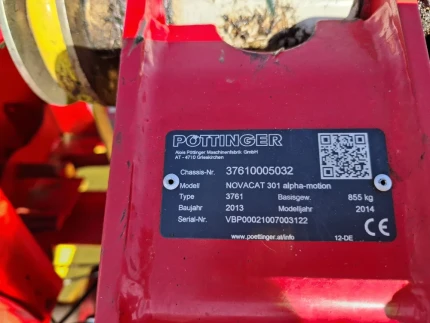 PÖTTINGER
Alois Pöttinger Maschinenfabrik GmbH
AT - 4710 Grieskirchen
Chassis-Nr. 37610005032
Modell NOVACAT 301 alpha-motion
Type 3761 Basisgew. 855 kg
Baujahr 2013 Modelljahr 2014
Serial-Nr. VBP00021007003122
www.poettinger.at/info 12-DE CE